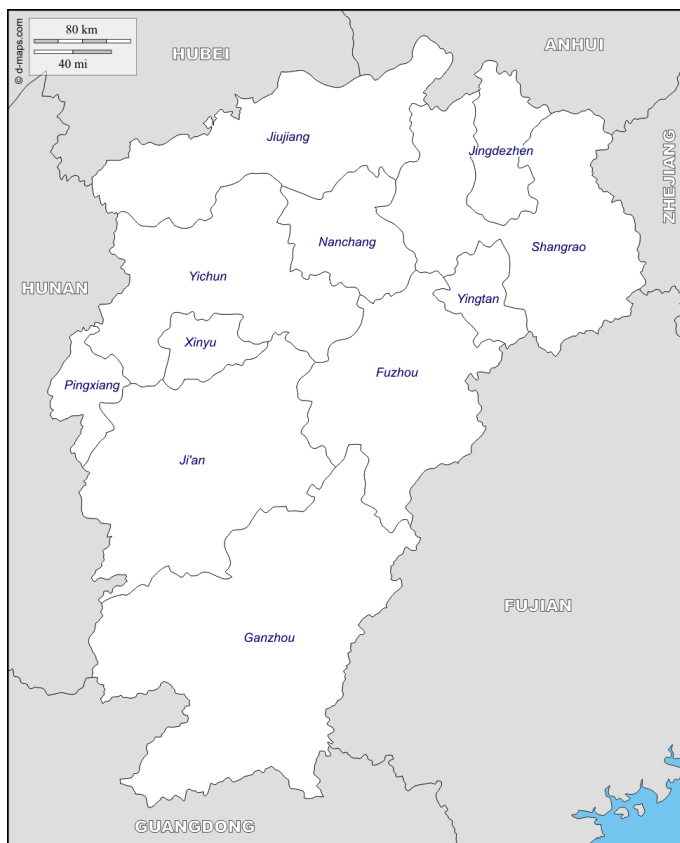 80 km
40 mi
© d-maps.com
HUBEI
ANHUI
Jiujiang
Jingdezhen
ZHEJIANG
Nanchang
Shangrao
Yichun
HUNAN
Yingtan
Xinyu
Pingxiang
Fuzhou
Ji'an
FUJIAN
Ganzhou
GUANGDONG